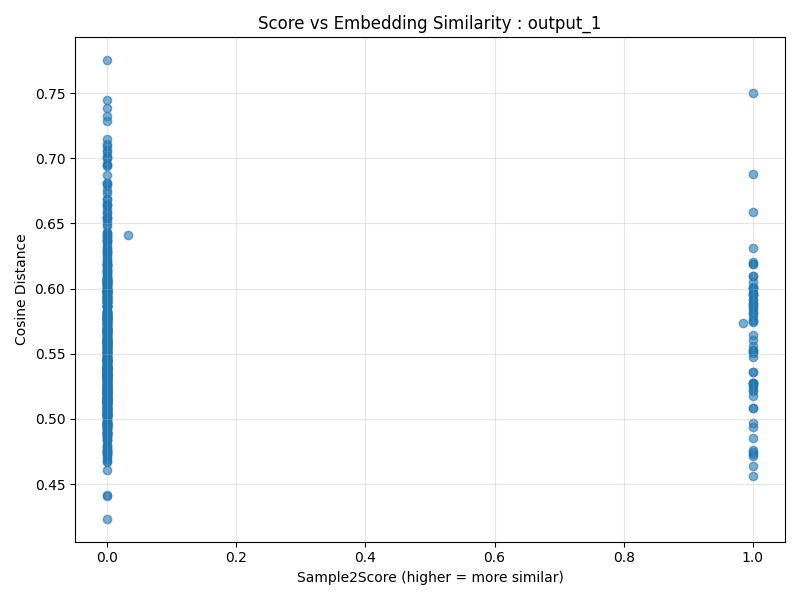 Score vs Embedding Similarity : output_1
Cosine Distance
0.75
0.70
0.65
0.60
0.55
0.50
0.45
0.0 0.2 0.4 0.6 0.8 1.0
Sample2Score (higher = more similar)